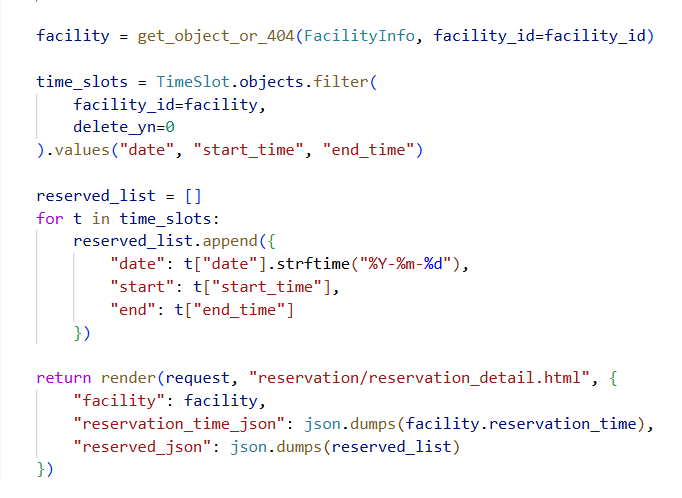 facility = get_object_or_404(FacilityInfo, facility_id=facility_id)

time_slots = TimeSlot.objects.filter(
    facility_id=facility,
    delete_yn=0
).values("date", "start_time", "end_time")

reserved_list = []
for t in time_slots:
    reserved_list.append({
        "date": t["date"].strftime("%Y-%m-%d"),
        "start": t["start_time"],
        "end": t["end_time"]
    })

return render(request, "reservation/reservation_detail.html", {
    "facility": facility,
    "reservation_time_json": json.dumps(facility.reservation_time),
    "reserved_json": json.dumps(reserved_list)
})